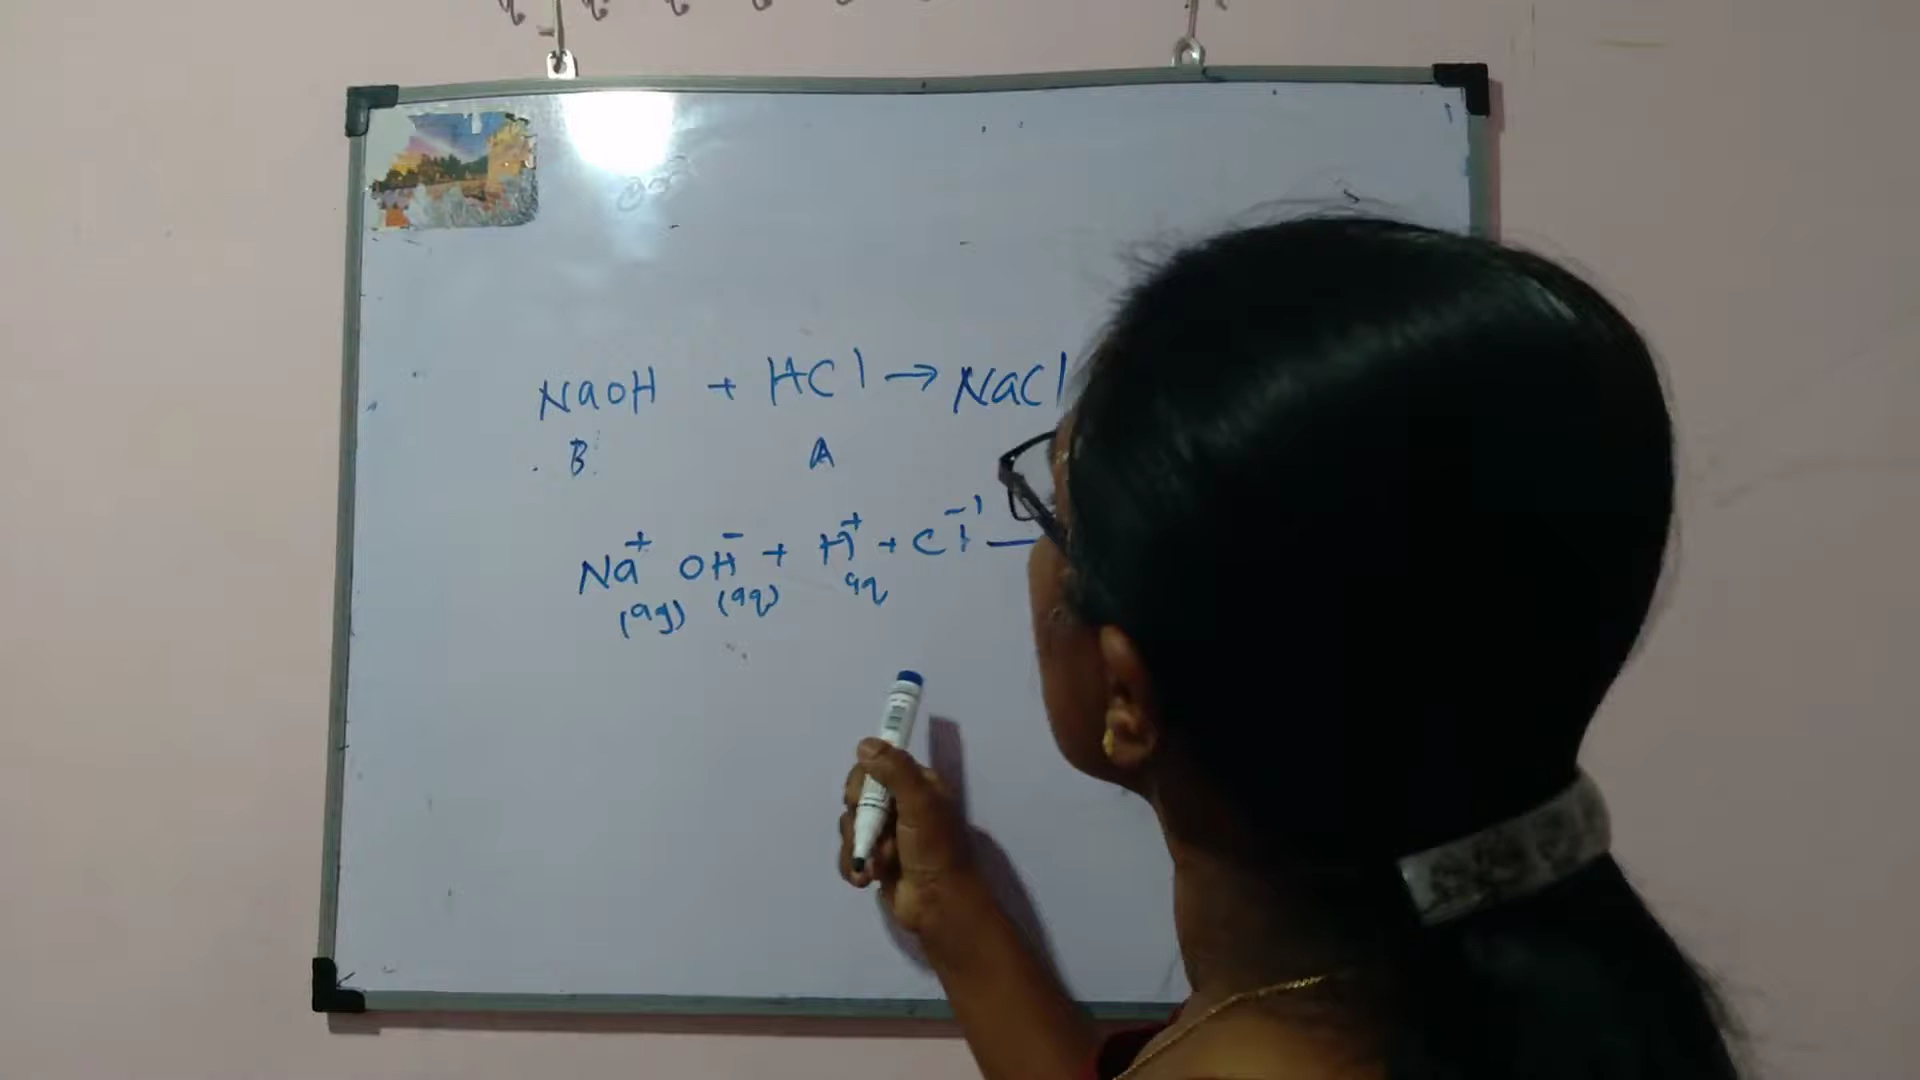 NaOH + HCl → NaCl
B A
Na⁺ OH⁻ + H⁺ + Cl⁻¹ —
(aq) (aq) aq